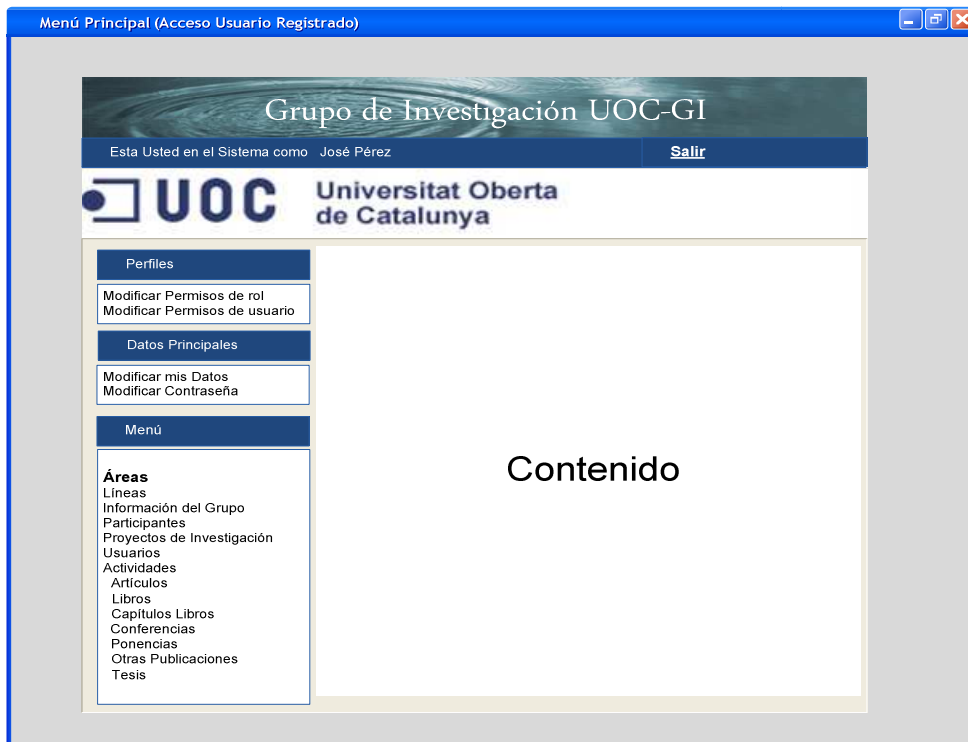 Menú Principal (Acceso Usuario Registrado)
Grupo de Investigación UOC-GI
Esta Usted en el Sistema como José Pérez Salir
UOC Universitat Oberta
de Catalunya
Perfiles
Modificar Permisos de rol
Modificar Permisos de usuario
Datos Principales
Modificar mis Datos
Modificar Contraseña
Menú
Áreas
Líneas
Información del Grupo
Participantes
Proyectos de Investigación
Usuarios
Actividades
Artículos
Libros
Capítulos Libros
Conferencias
Ponencias
Otras Publicaciones
Tesis
Contenido